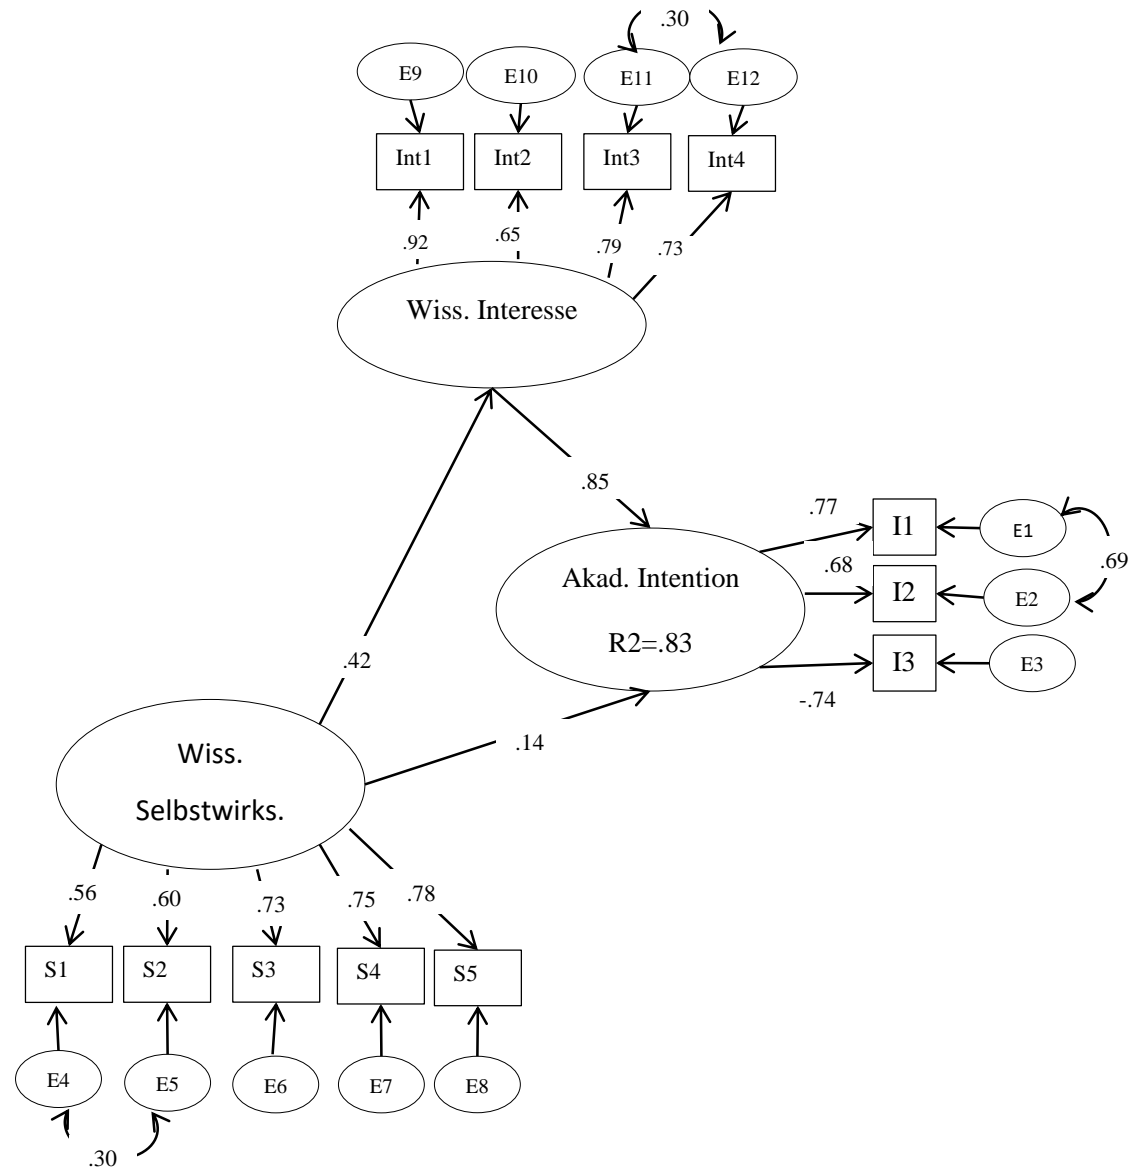 .30
E9 E10 E11 E12
Int1 Int2 Int3 Int4
.92 .65 .79 .73
Wiss. Interesse
.85
.77 I1 E1
.69
Akad. Intention .68 I2 E2
R2=.83 I3 E3
-.74
.42
.14
Wiss.
Selbstwirks.
.56 .60 .73 .75 .78
S1 S2 S3 S4 S5
E4 E5 E6 E7 E8
.30